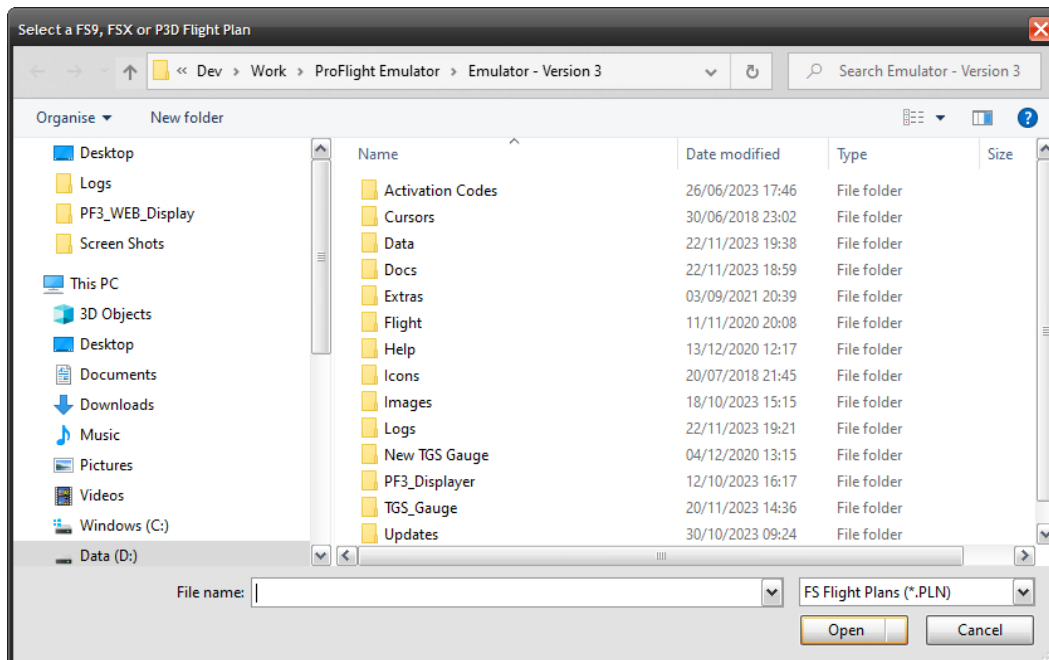 Select a FS9, FSX or P3D Flight Plan
« Dev > Work > ProFlight Emulator > Emulator - Version 3
Search Emulator - Version 3
Organise
New folder
?
Desktop
Logs
PF3_WEB_Display
Screen Shots
This PC
3D Objects
Desktop
Documents
Downloads
Music
Pictures
Videos
Windows (C:)
Data (D:)
Name Date modified Type Size
Activation Codes 26/06/2023 17:46 File folder
Cursors 30/06/2018 23:02 File folder
Data 22/11/2023 19:38 File folder
Docs 22/11/2023 18:59 File folder
Extras 03/09/2021 20:39 File folder
Flight 11/11/2020 20:08 File folder
Help 13/12/2020 12:17 File folder
Icons 20/07/2018 21:45 File folder
Images 18/10/2023 15:15 File folder
Logs 22/11/2023 19:21 File folder
New TGS Gauge 04/12/2020 13:15 File folder
PF3_Displayer 12/10/2023 16:17 File folder
TGS_Gauge 20/11/2023 14:36 File folder
Updates 30/10/2023 09:24 File folder
File name:
FS Flight Plans (*.PLN)
Open
Cancel